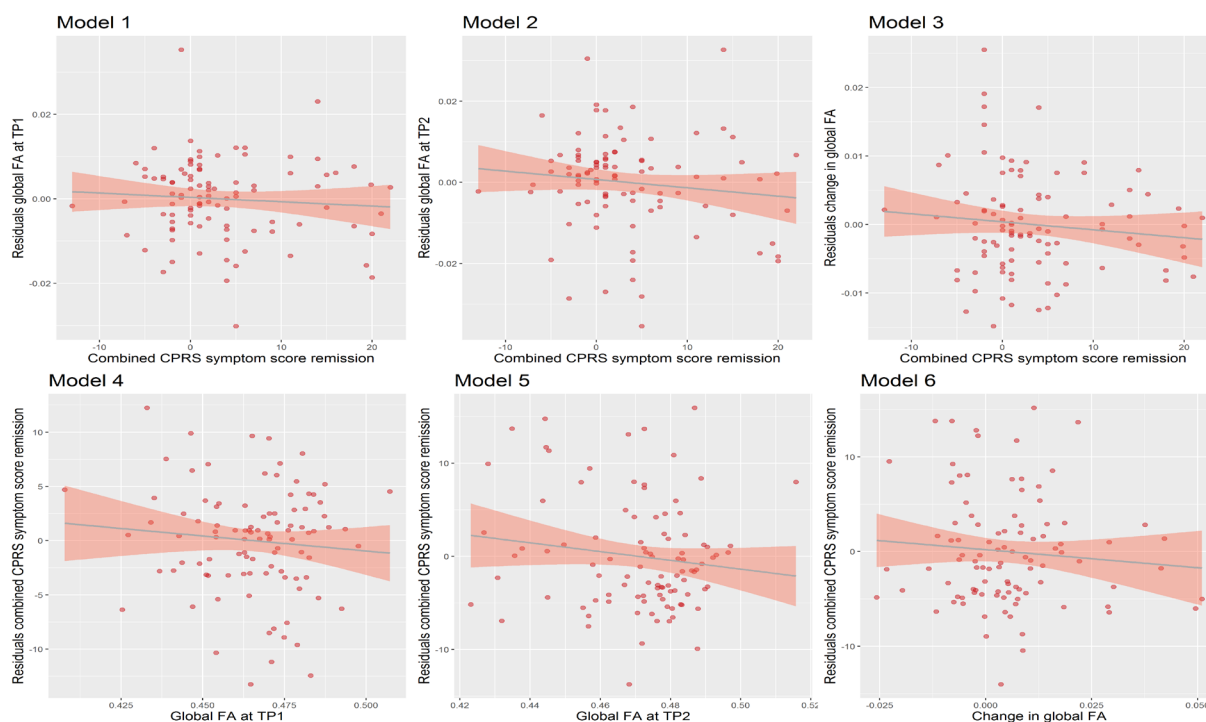 Model 1
Residuals global FA at TP1
0.02
0.00
-0.02
-10
0
10
20
Combined CPRS symptom score remission
Model 2
Residuals global FA at TP2
0.02
0.00
-0.02
-10
0
10
20
Combined CPRS symptom score remission
Model 3
Residuals change in global FA
0.02
0.01
0.00
-0.01
-10
0
10
20
Combined CPRS symptom score remission
Model 4
Residuals combined CPRS symptom score remission
10
5
0
-5
-10
0.425
0.450
0.475
0.500
Global FA at TP1
Model 5
Residuals combined CPRS symptom score remission
10
0
-10
0.42
0.44
0.46
0.48
0.50
0.52
Global FA at TP2
Model 6
Residuals combined CPRS symptom score remission
10
0
-10
-0.025
0.000
0.025
0.050
Change in global FA